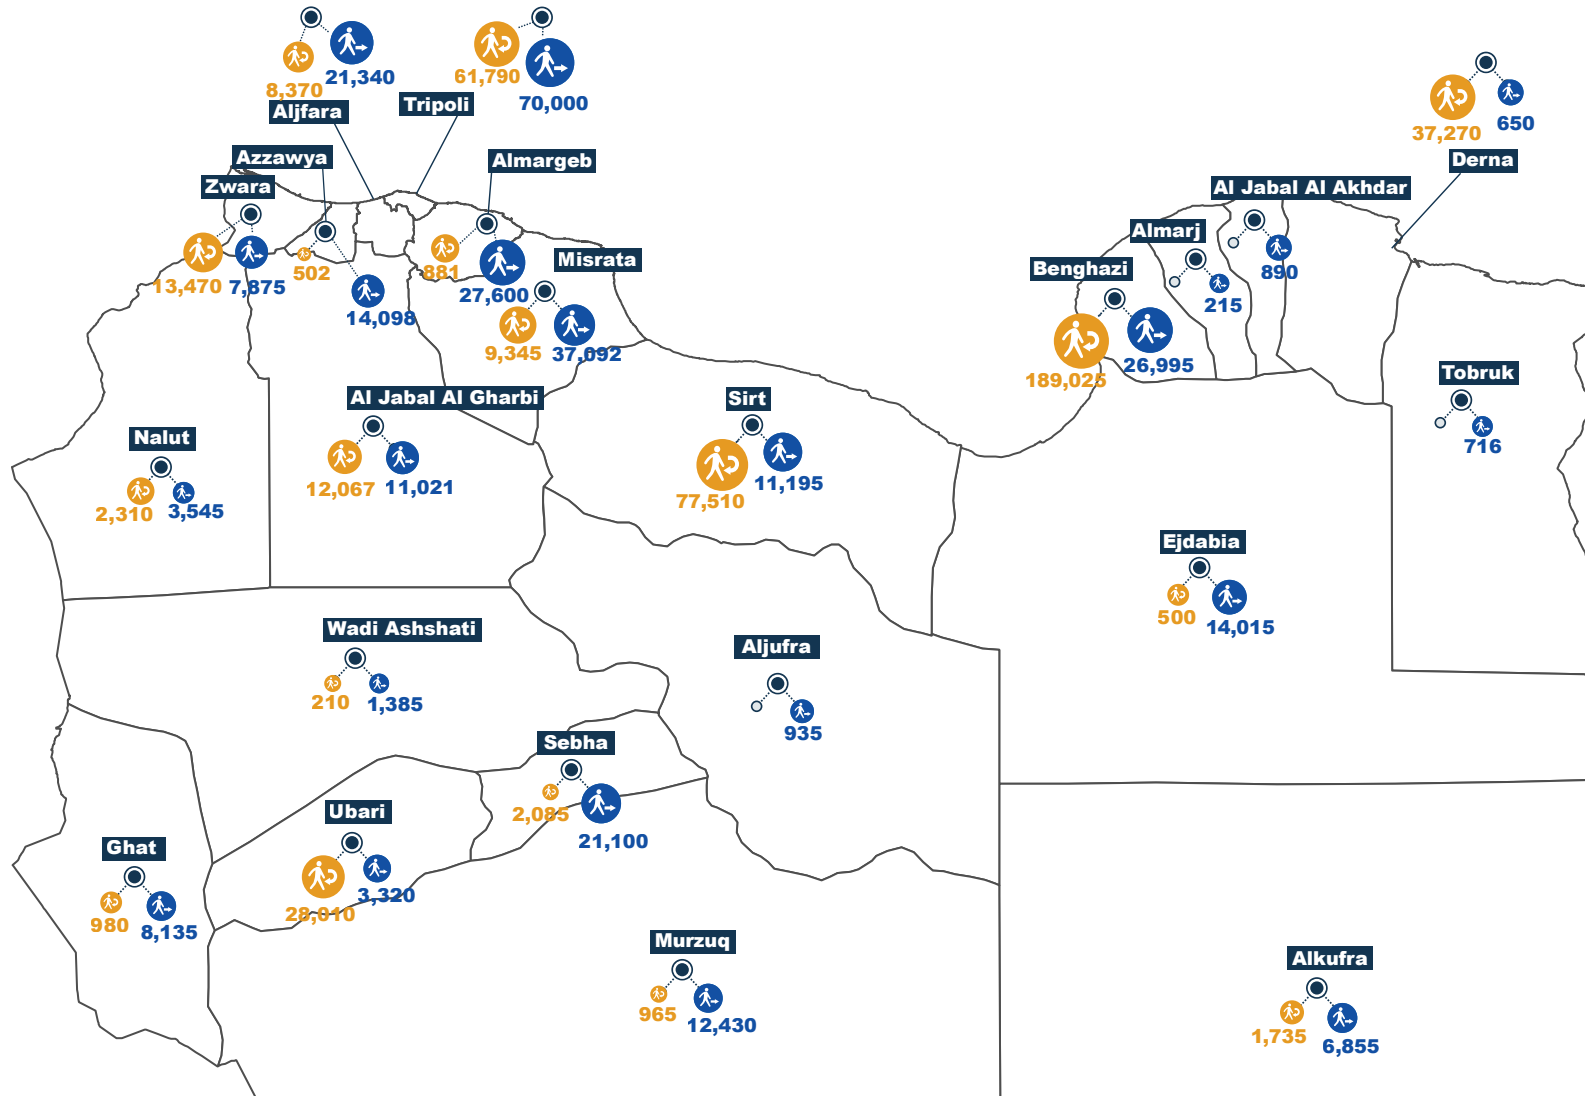 8,370
21,340
Aljfara
61,790
70,000
Tripoli
37,270
650
Derna
Azzawya
502
14,098
Zwara
13,470
7,875
Almargeb
881
27,600
Misrata
9,345
37,092
Al Jabal Al Akhdar
890
Almarj
215
Benghazi
189,025
26,995
Tobruk
716
Al Jabal Al Gharbi
12,067
11,021
Sirt
77,510
11,195
Nalut
2,310
3,545
Ejdabia
500
14,015
Wadi Ashshati
210
1,385
Aljufra
935
Sebha
2,085
21,100
Ubari
28,010
3,320
Ghat
980
8,135
Murzuq
965
12,430
Alkufra
1,735
6,855